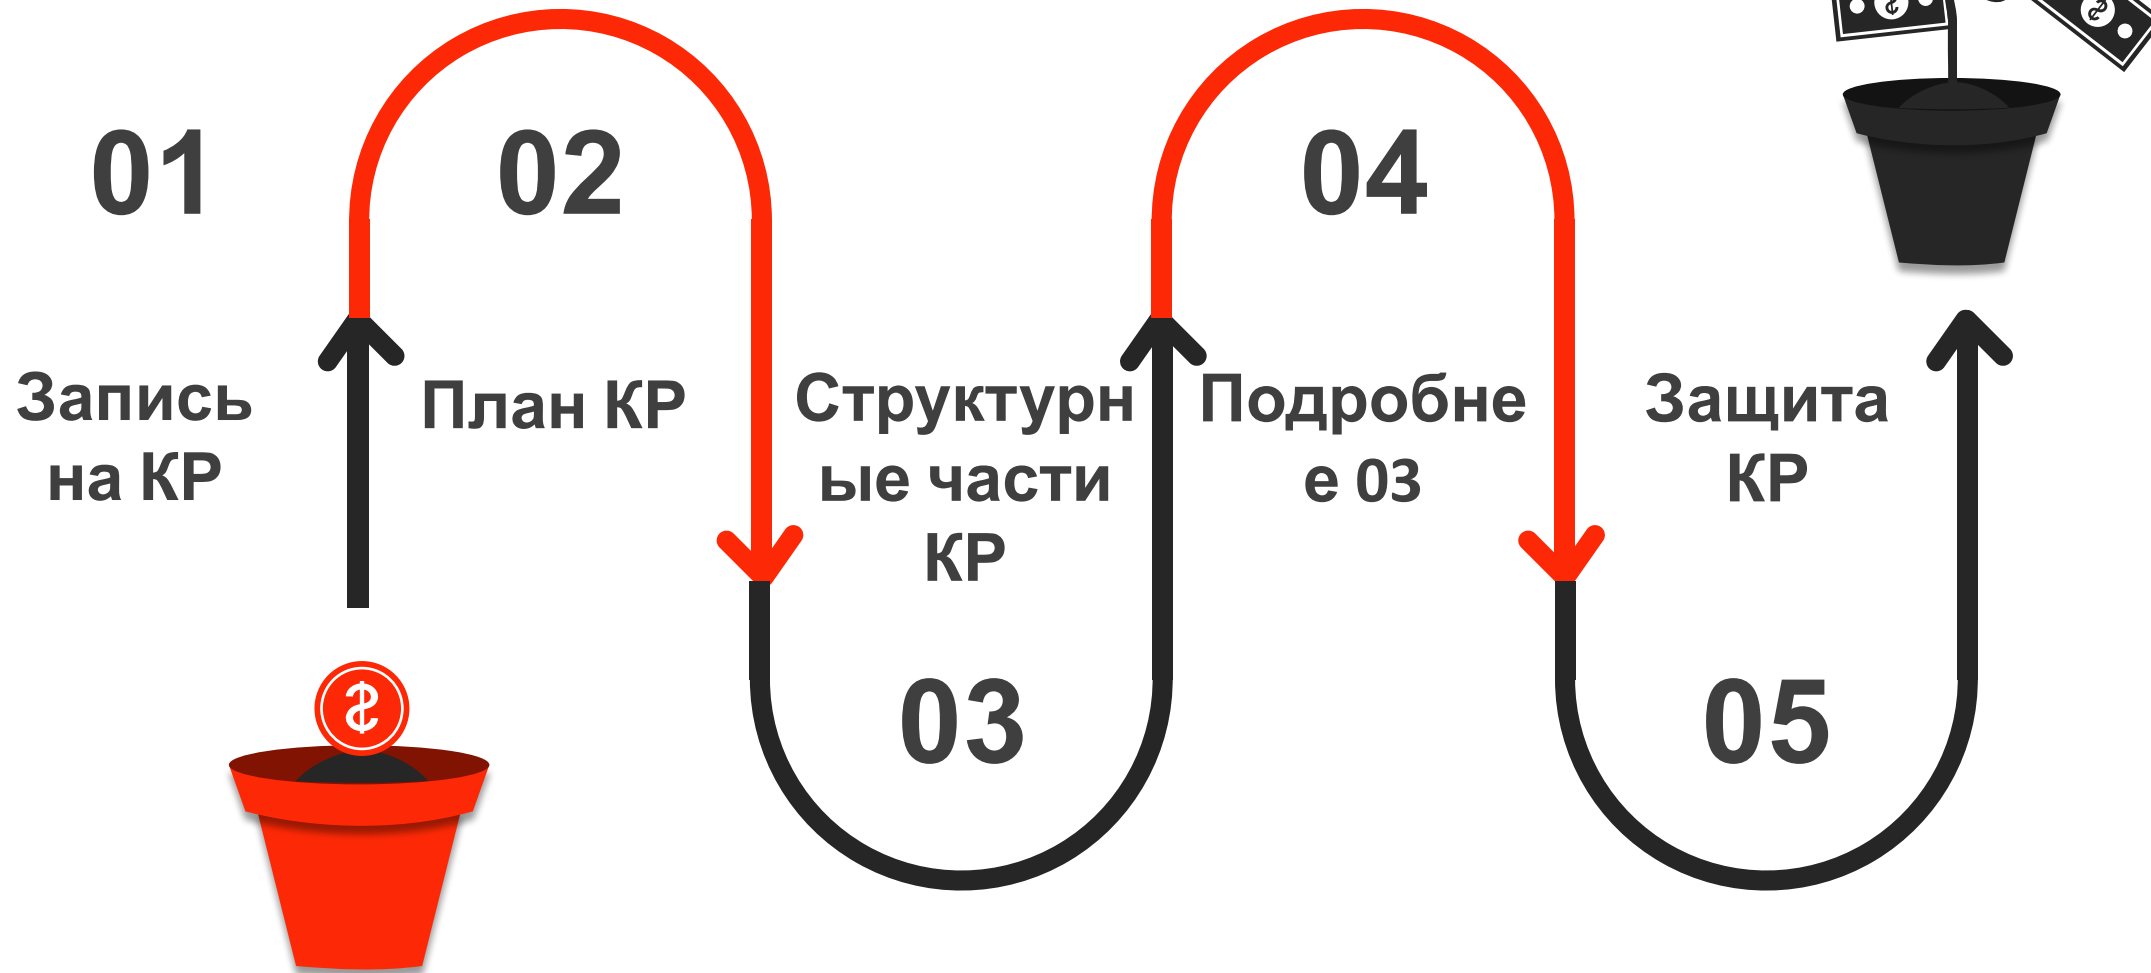 01
Запись
на КР
02
План КР
Структурн
ые части
КР
03
04
Подробне
е 03
Защита
КР
05